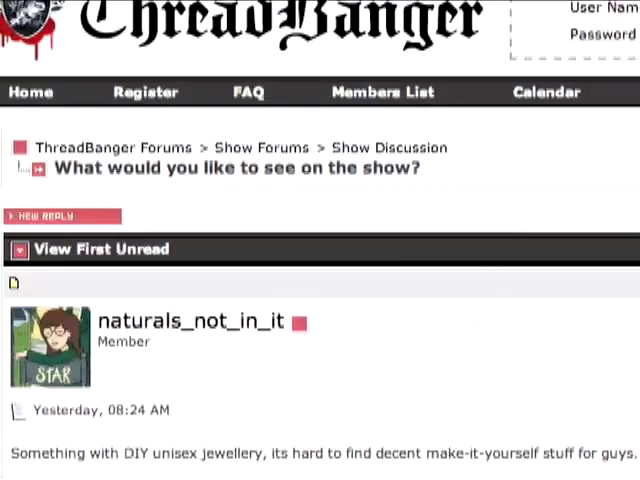 ThreadBanger
User Nam
Password
Home Register FAQ Members List Calendar
ThreadBanger Forums > Show Forums > Show Discussion
What would you like to see on the show?
NEW REPLY
View First Unread
naturals_not_in_it
Member
STAR
Yesterday, 08:24 AM
Something with DIY unisex jewellery, its hard to find decent make-it-yourself stuff for guys.